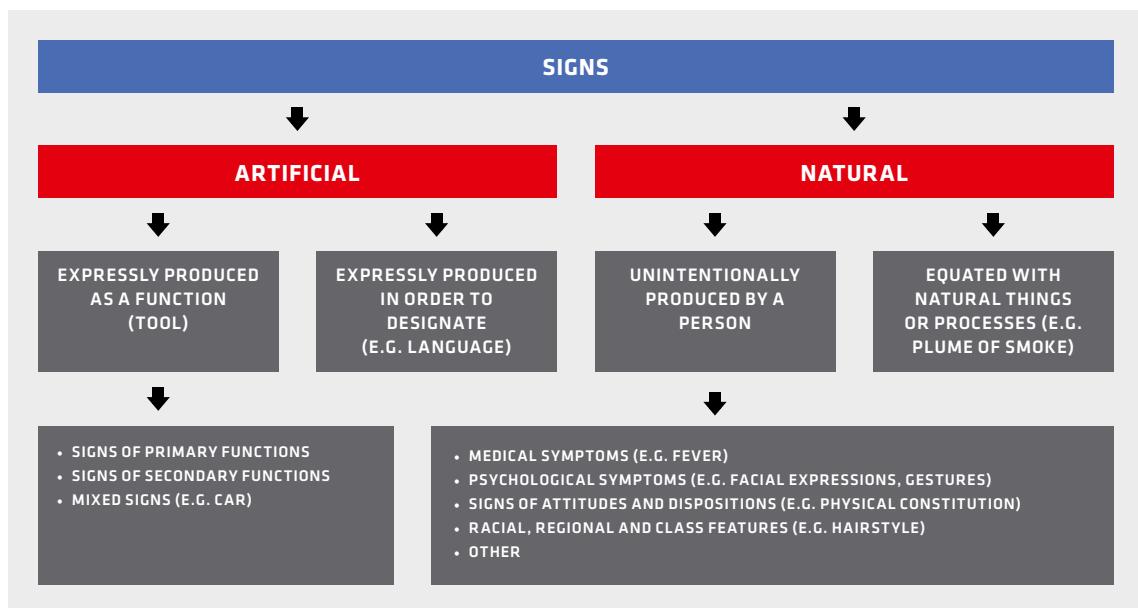 SIGNS
ARTIFICIAL
NATURAL
EXPRESSLY PRODUCED
AS A FUNCTION
(TOOL)
EXPRESSLY PRODUCED
IN ORDER TO
DESIGNATE
(E.G. LANGUAGE)
UNINTENTIONALLY
PRODUCED BY A
PERSON
EQUATED WITH
NATURAL THINGS
OR PROCESSES (E.G.
PLUME OF SMOKE)
• SIGNS OF PRIMARY FUNCTIONS
• SIGNS OF SECONDARY FUNCTIONS
• MIXED SIGNS (E.G. CAR)
• MEDICAL SYMPTOMS (E.G. FEVER)
• PSYCHOLOGICAL SYMPTOMS (E.G. FACIAL EXPRESSIONS, GESTURES)
• SIGNS OF ATTITUDES AND DISPOSITIONS (E.G. PHYSICAL CONSTITUTION)
• RACIAL, REGIONAL AND CLASS FEATURES (E.G. HAIRSTYLE)
• OTHER